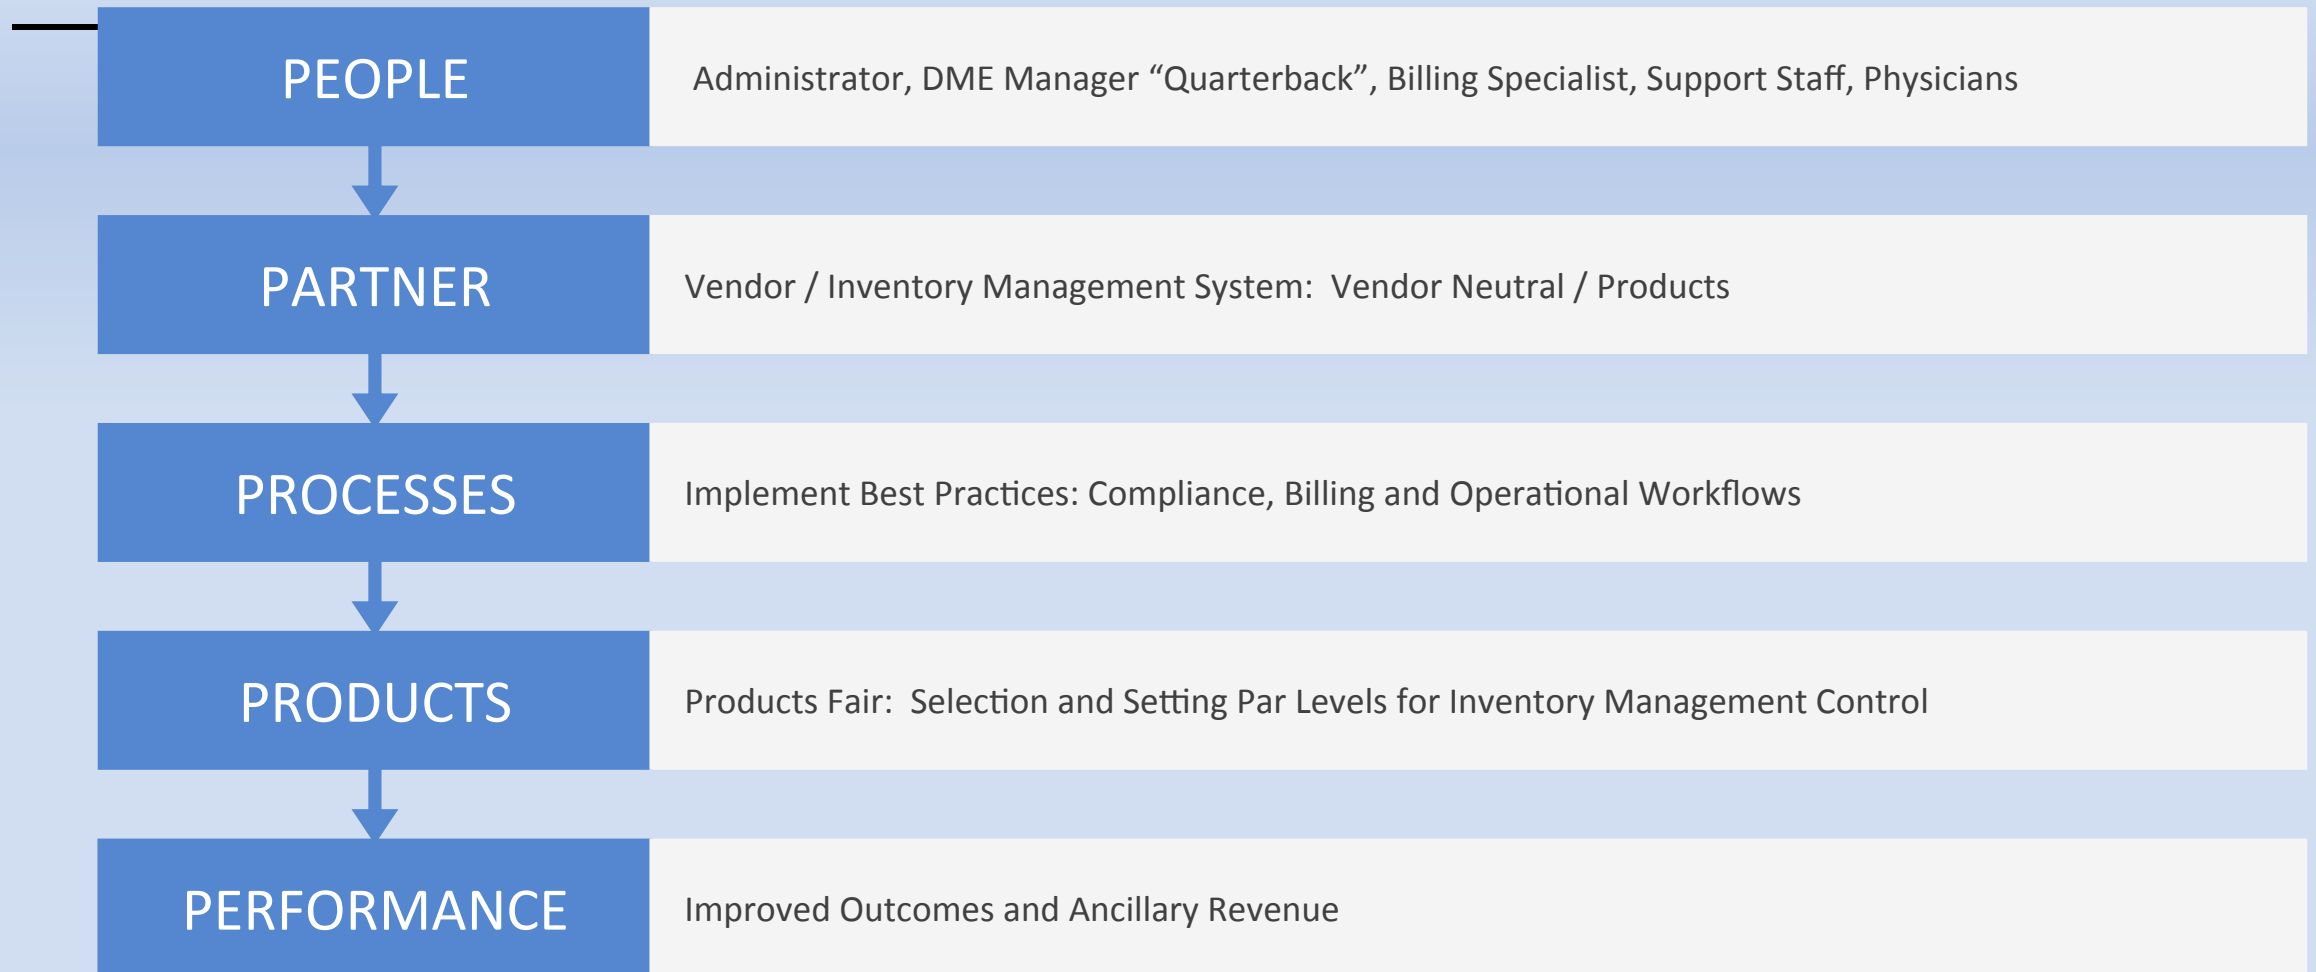 PEOPLE
Administrator, DME Manager “Quarterback”, Billing Specialist, Support Staff, Physicians
PARTNER
Vendor / Inventory Management System:  Vendor Neutral / Products
PROCESSES
Implement Best Practices: Compliance, Billing and Operational Workflows
PRODUCTS
Products Fair:  Selection and Setting Par Levels for Inventory Management Control
PERFORMANCE
Improved Outcomes and Ancillary Revenue